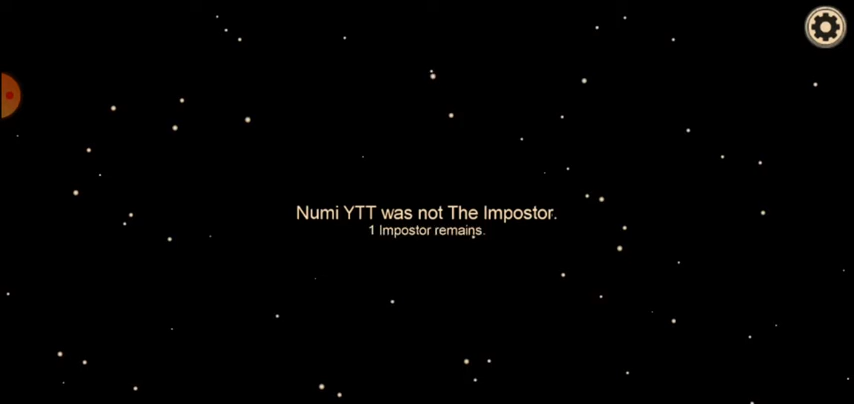 Numi YTT was not The Impostor.
1 Impostor remains.